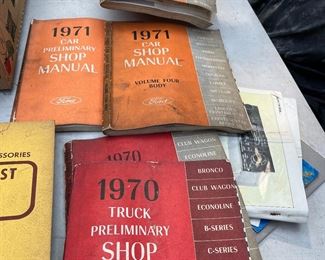 1971
CAR
PRELIMINARY
SHOP
MANUAL
Ford
1971
CAR
SHOP
MANUAL
VOLUME FOUR
BODY
Ford
ESSORIES
ST
1970
CLUB WAGON
ECONOLINE
1970
TRUCK
PRELIMINARY
SHOP
BRONCO
CLUB WAGON
ECONOLINE
B-SERIES
C-SERIES